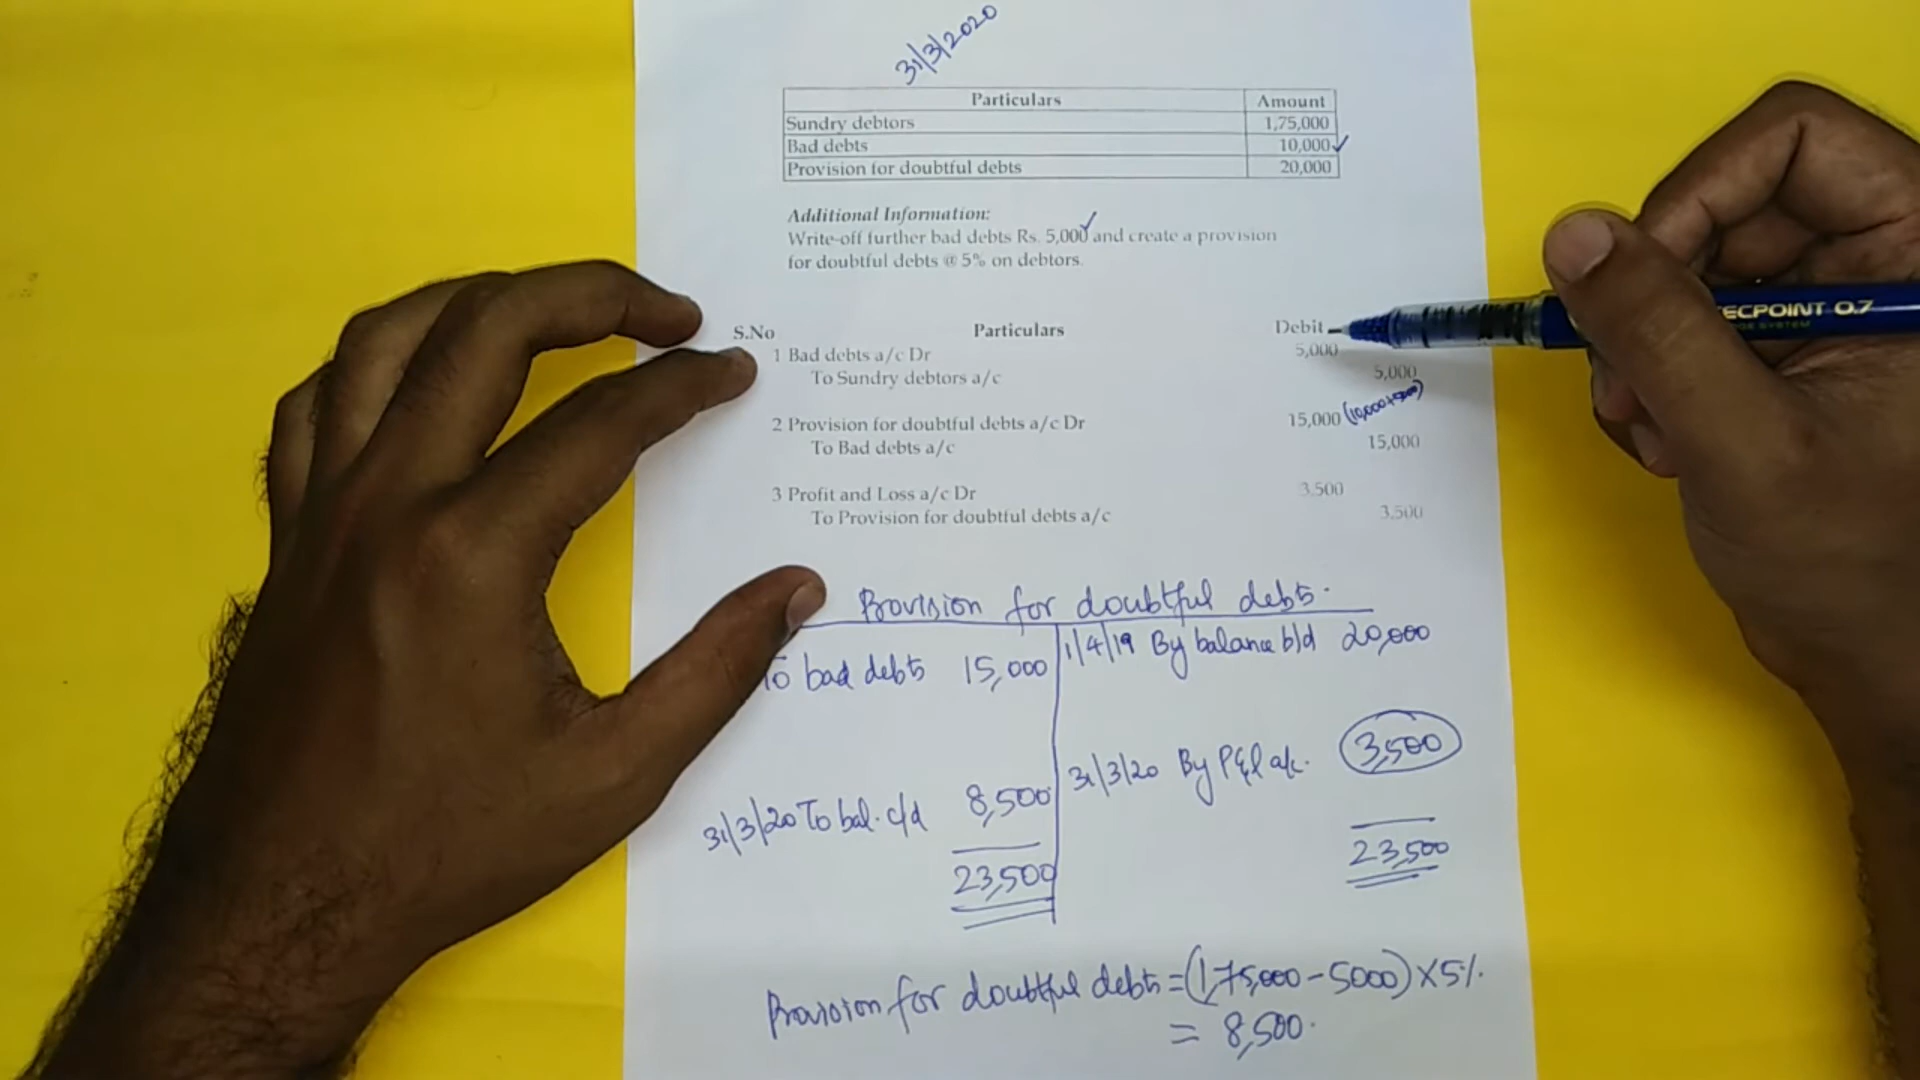 31/3/2020
Particulars Amount
Sundry debtors 1,75,000
Bad debts 10,000
Provision for doubtful debts 20,000
Additional Information:
Write-off further bad debts Rs. 5,000 and create a provision
for doubtful debts @ 5% on debtors.
S.No Particulars Debit
1 Bad debts a/c Dr 5,000
To Sundry debtors a/c 5,000
2 Provision for doubtful debts a/c Dr 15,000 (10,000+5000)
To Bad debts a/c 15,000
3 Profit and Loss a/c Dr 3.500
To Provision for doubtful debts a/c 3.500
Provision for doubtful debts.
To bad debts 15,000 1/4/19 By balance b/d 20,000
31/3/20 To bal. c/d 8,500 31/3/20 By P&l a/c. 3,500
23,500 23,500
Provision for doubtful debts = (1,75,000 - 5000) X 5%.
= 8,500.
ECPOINT 0.7